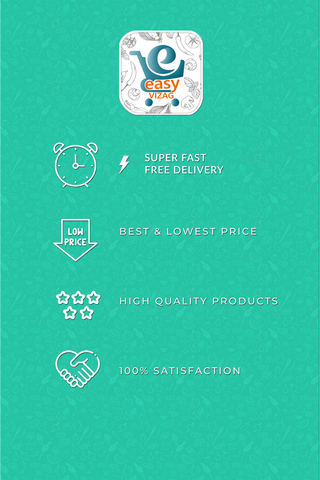 e
easy
VIZAG
SUPER FAST
FREE DELIVERY
LOW
PRICE
BEST & LOWEST PRICE
HIGH QUALITY PRODUCTS
100% SATISFACTION